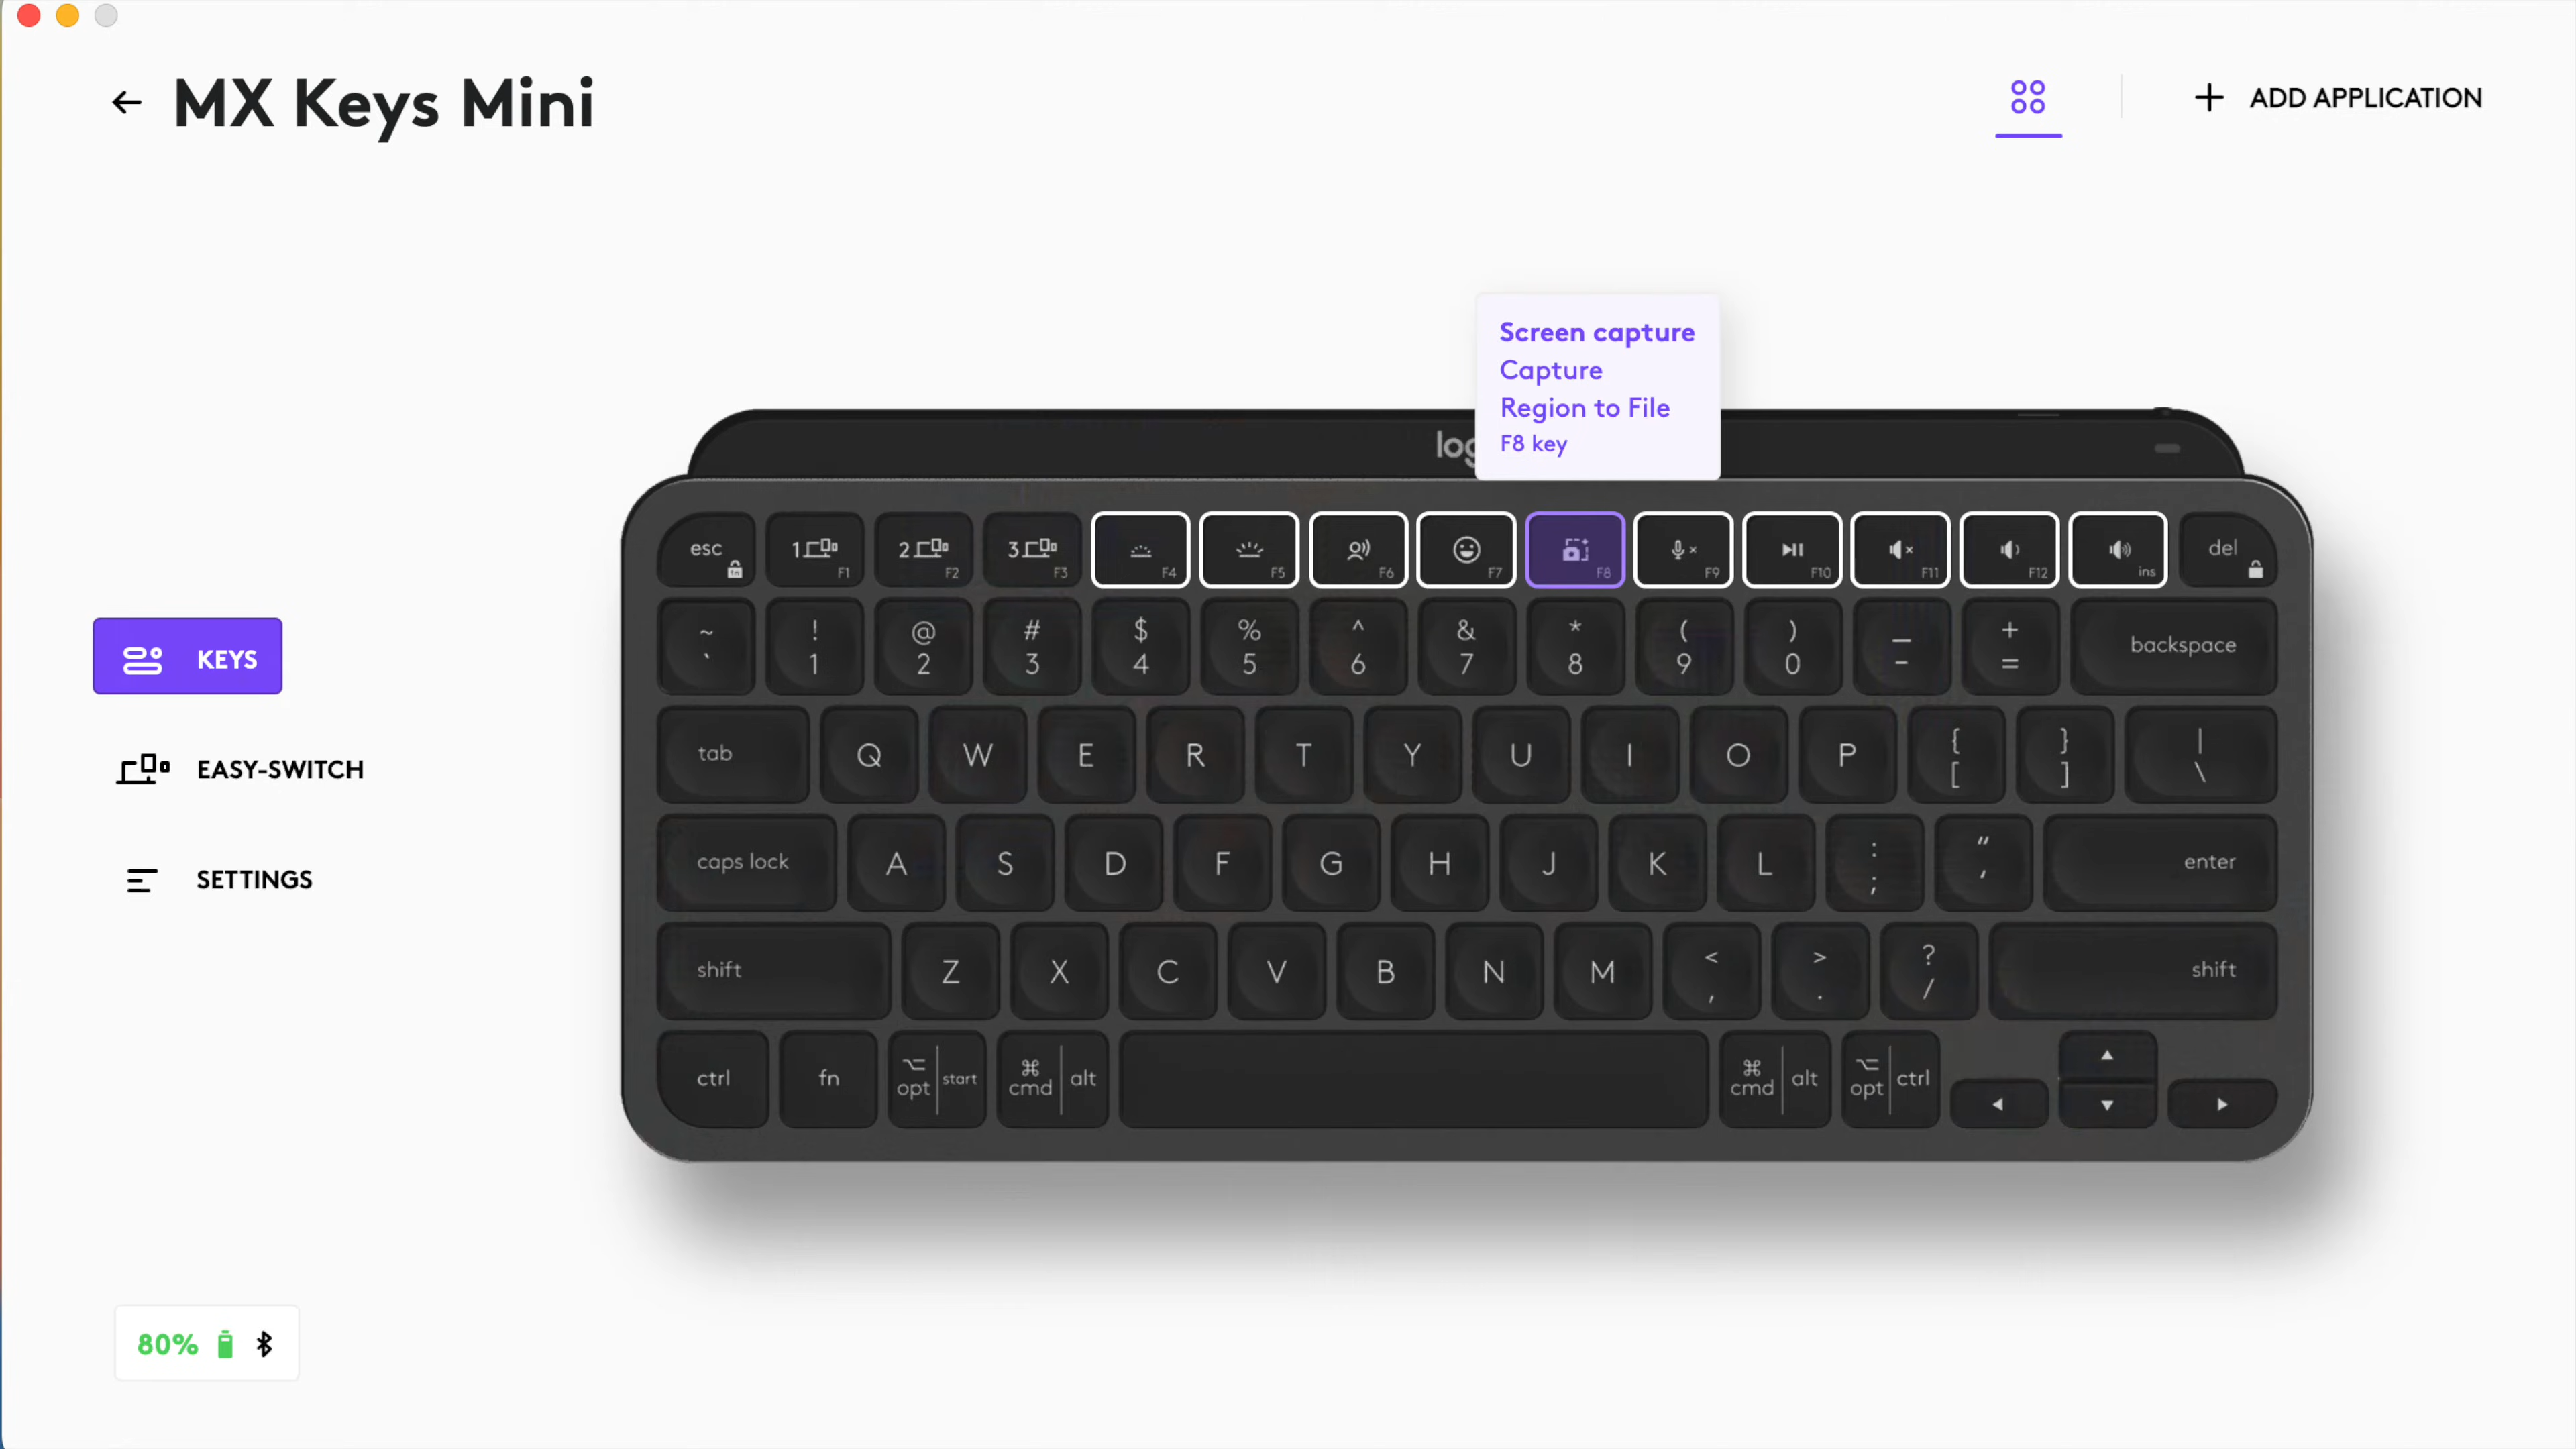 MX Keys Mini
ADD APPLICATION
Screen capture
Capture
Region to File
F8 key
log
esc 1 F1 2 F2 3 F3 F4 F5 F6 F7 F8 F9 F10 F11 F12 ins del
~ ! @ # $ % ^ & * ( ) _ +
` 1 2 3 4 5 6 7 8 9 0 - = backspace
tab Q W E R T Y U I O P { [ } ] | \
caps lock A S D F G H J K L : ; “ ‘ enter
shift Z X C V B N M < , > . ? / shift
ctrl fn ⌥ opt start ⌘ cmd alt ⌘ cmd alt ⌥ opt ctrl
KEYS
EASY-SWITCH
SETTINGS
80%